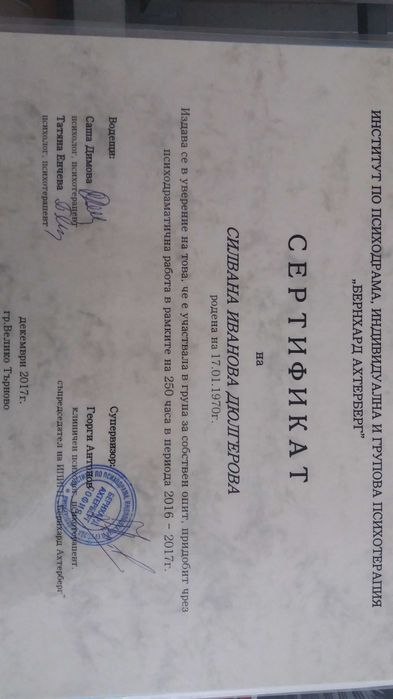 ИНСТИТУТ ПО ПСИХОДРАМА, ИНДИВИДУАЛНА И ГРУПОВА ПСИХОТЕРАПИЯ
„БЕРНХАРД АХТЕРБЕРГ"
СЕРТИФИКАТ
на
СИЛВАНА ИВАНОВА ДЮЛГЕРОВА
родена на 17.01.1970г.
Издава се в уверение на това, че е участвала в група за собствен опит, придобит чрез
психодраматична работа в рамките на 250 часа в периода 2016 - 2017г.
Водещи:
Саша Димова
психолог, психотерапевт
Татяна Енчева
психолог, психотерапевт
Супервизор:
Георги Антонов
клиничен психотерапевт,
съпредседател на Бернхард Ахтерберг"
декември 2017г.
гр.Велико Търново